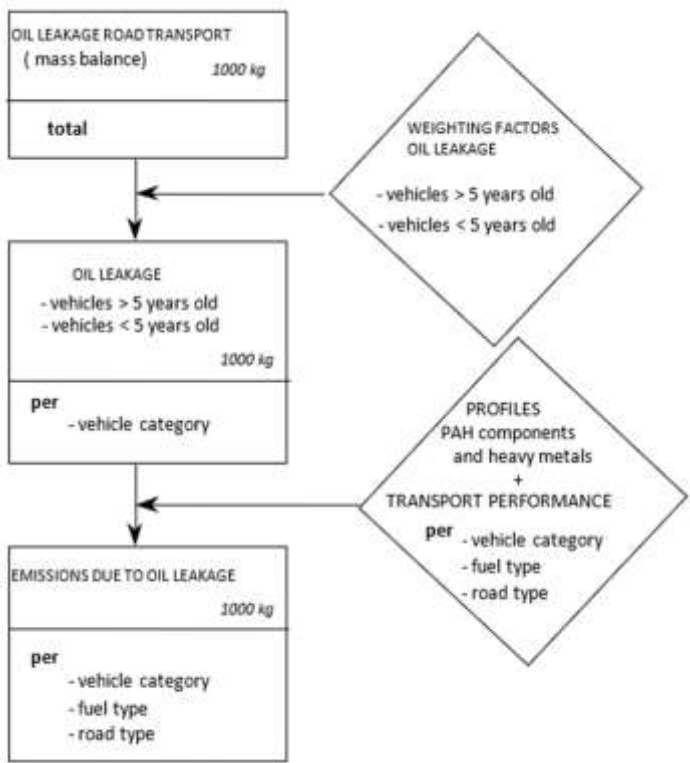 OIL LEAKAGE ROAD TRANSPORT
( mass balance)
1000 kg
total
WEIGHTING FACTORS
OIL LEAKAGE
- vehicles > 5 years old
- vehicles < 5 years old
OIL LEAKAGE
- vehicles > 5 years old
- vehicles < 5 years old
1000 kg
per
- vehicle category
PROFILES
PAH components
and heavy metals
+
TRANSPORT PERFORMANCE
per - vehicle category
- fuel type
- road type
EMISSIONS DUE TO OIL LEAKAGE
1000 kg
per
- vehicle category
- fuel type
- road type